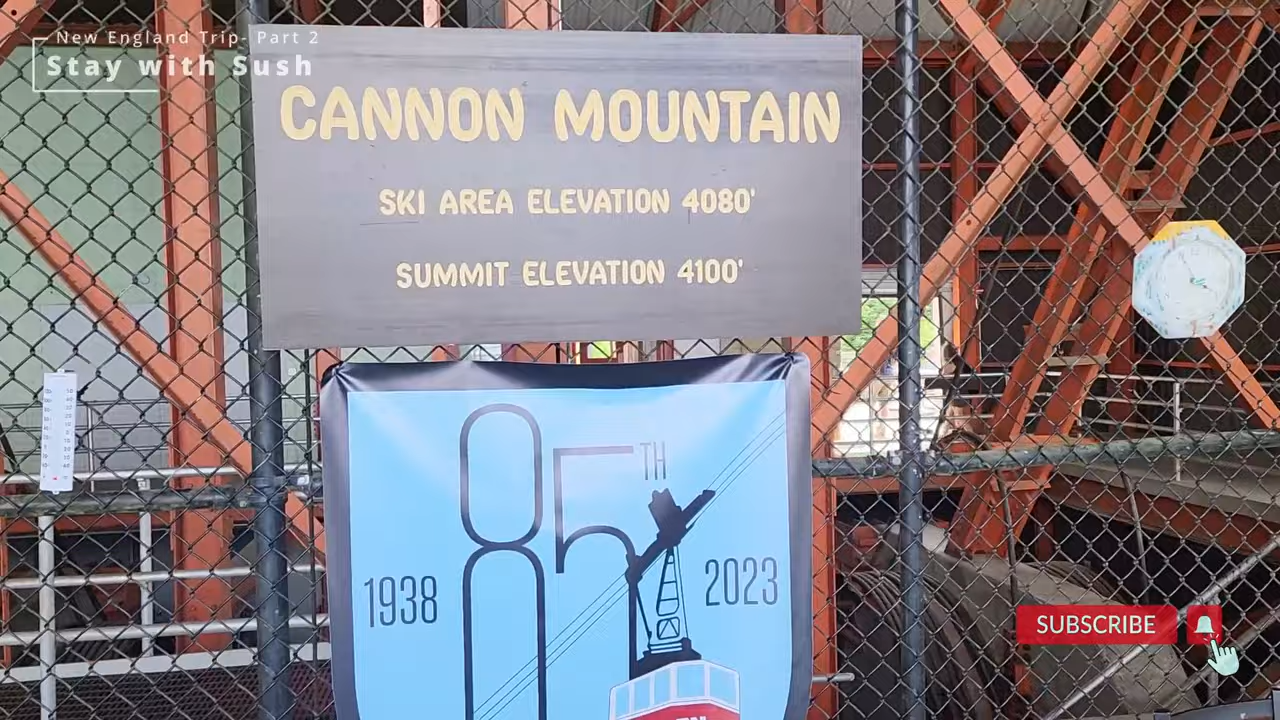 New England Trip- Part 2
Stay with Sush
CANNON MOUNTAIN
SKI AREA ELEVATION 4080'
SUMMIT ELEVATION 4100'
85TH
1938
2023
SUBSCRIBE